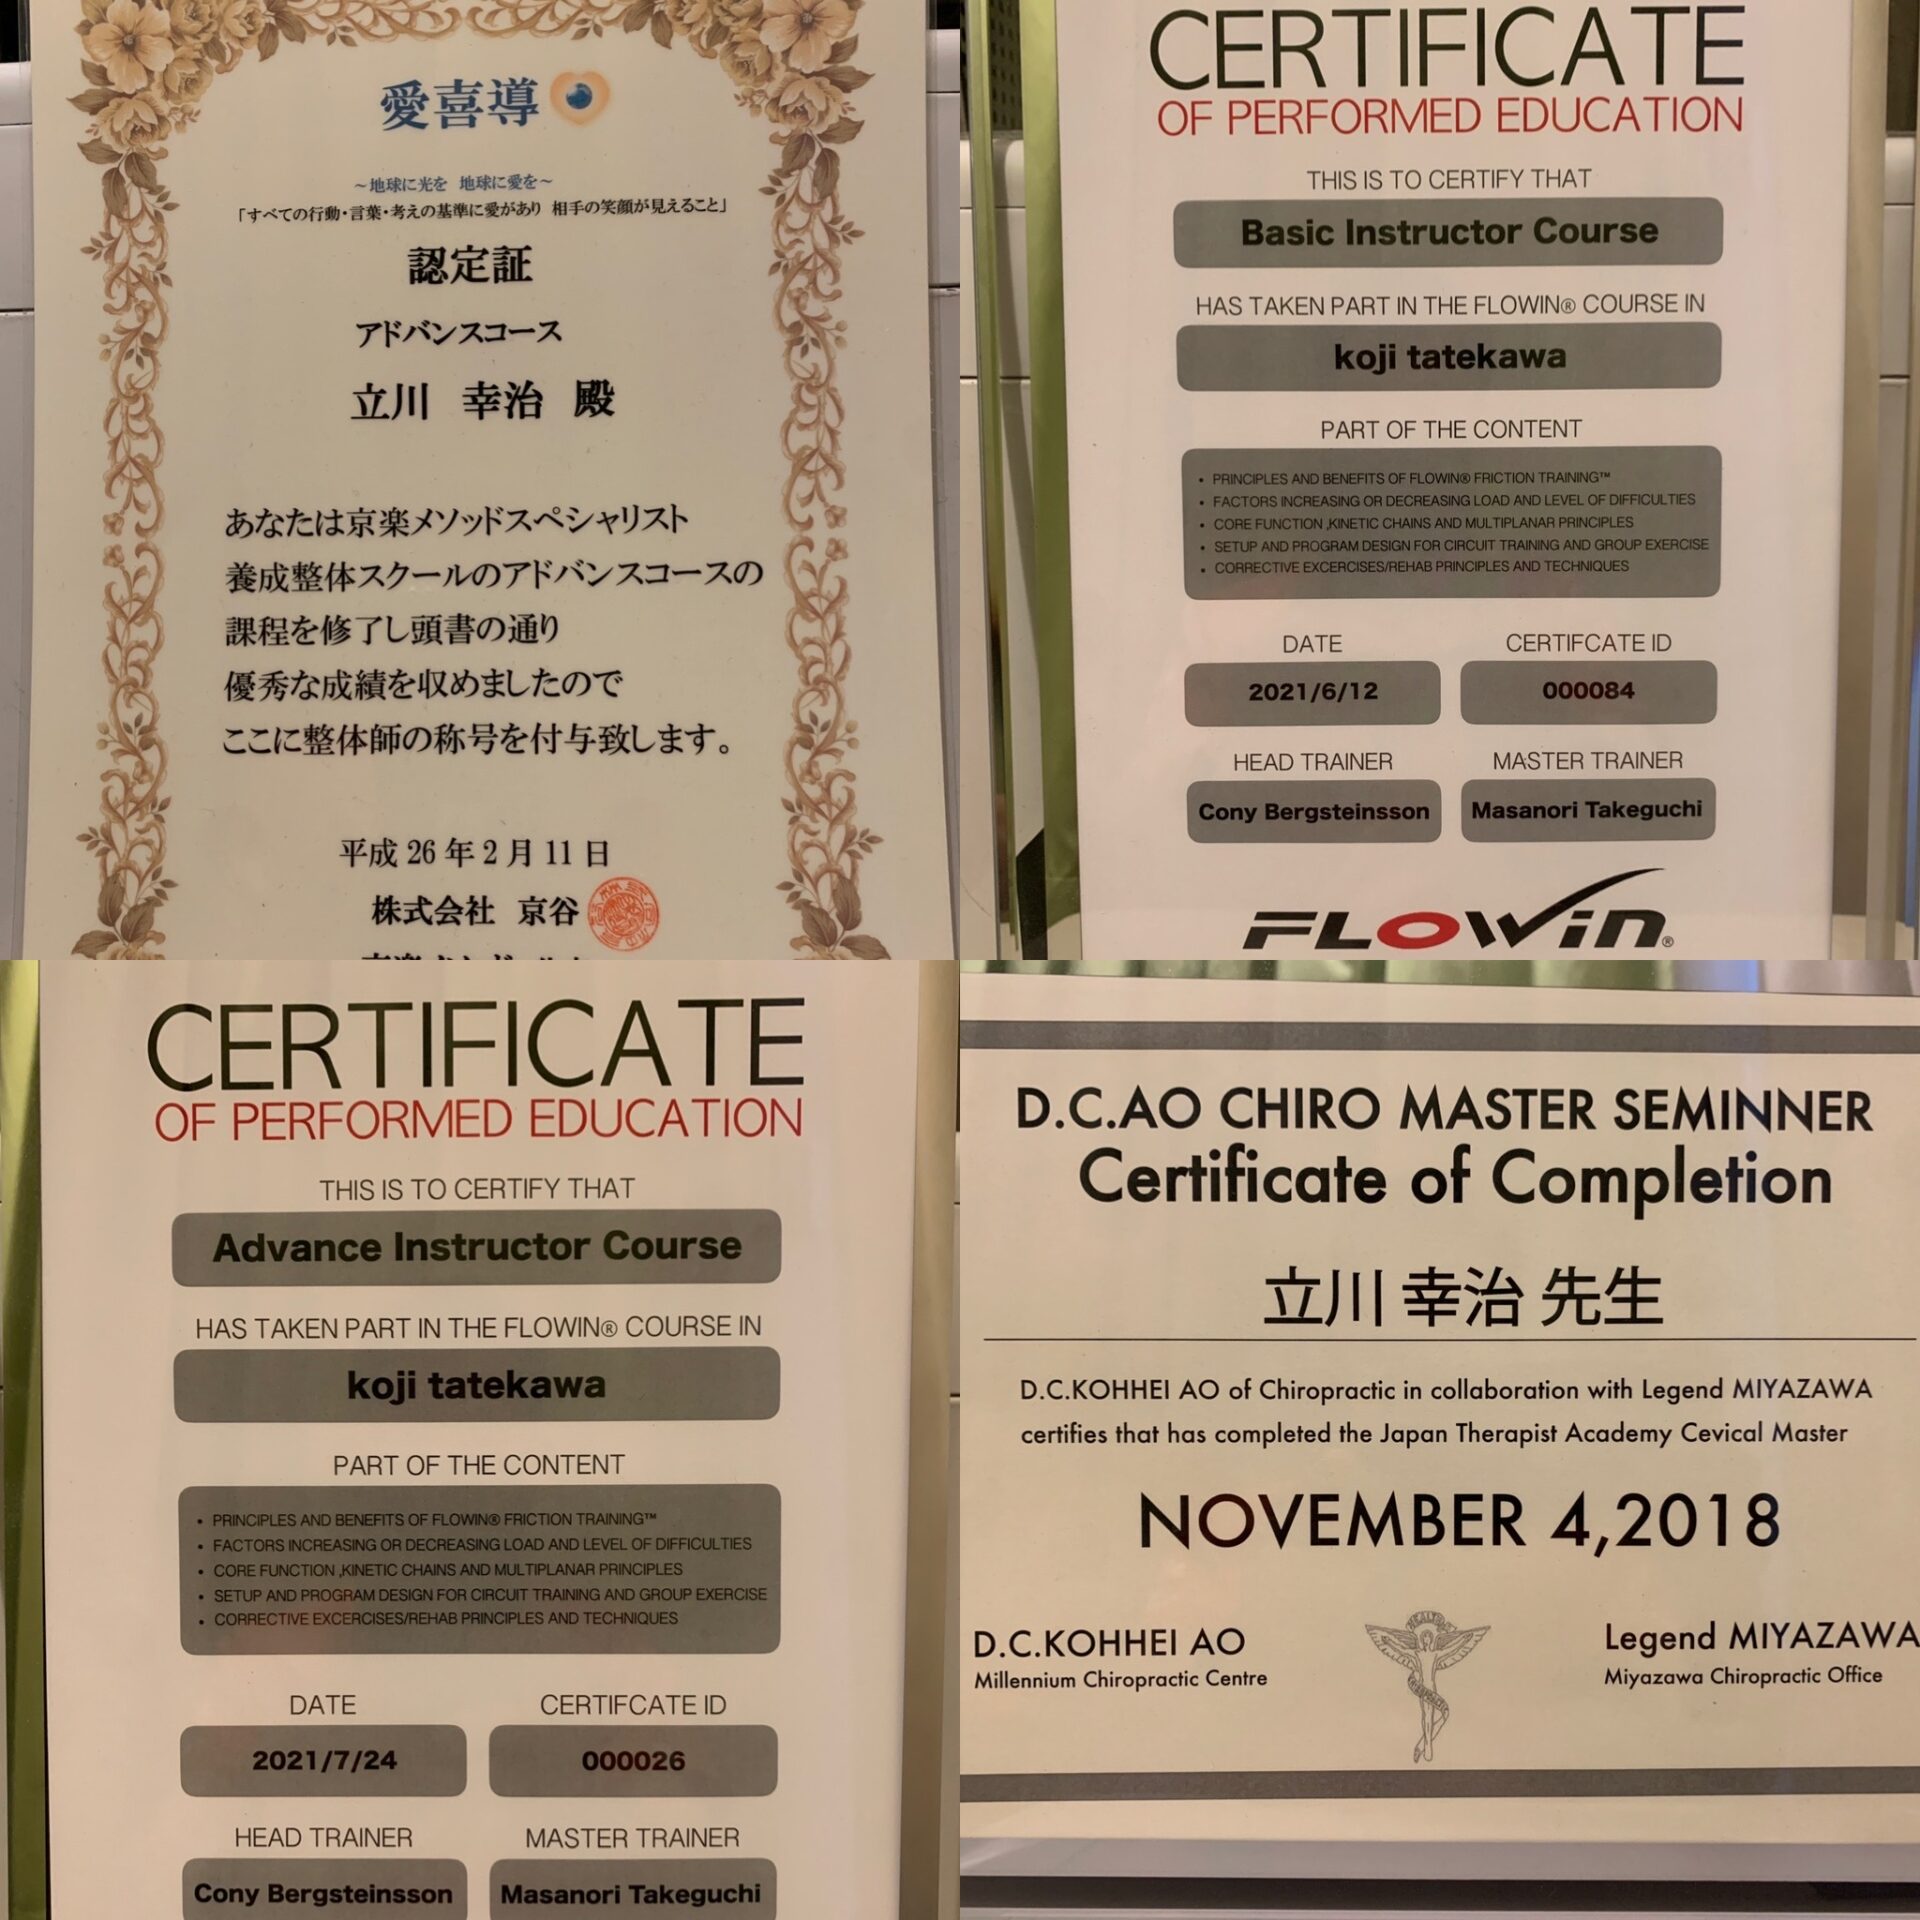 愛喜導
～地球に光を 地球に愛を～
「すべての行動・言葉・考えの基準に愛があり 相手の笑顔が見えること」
認定証
アドバンスコース
立川 幸治 殿
あなたは京楽メソッドスペシャリスト
養成整体スクールのアドバンスコースの
課程を修了し頭書の通り
優秀な成績を収めましたので
ここに整体師の称号を付与致します。
平成 26 年 2 月 11 日
株式会社 京谷
CERTIFICATE
OF PERFORMED EDUCATION
THIS IS TO CERTIFY THAT
Basic Instructor Course
HAS TAKEN PART IN THE FLOWIN® COURSE IN
koji tatekawa
PART OF THE CONTENT
• PRINCIPLES AND BENEFITS OF FLOWIN® FRICTION TRAINING™
• FACTORS INCREASING OR DECREASING LOAD AND LEVEL OF DIFFICULTIES
• CORE FUNCTION ,KINETIC CHAINS AND MULTIPLANAR PRINCIPLES
• SETUP AND PROGRAM DESIGN FOR CIRCUIT TRAINING AND GROUP EXERCISE
• CORRECTIVE EXCERCISES/REHAB PRINCIPLES AND TECHNIQUES
DATE CERTIFCATE ID
2021/6/12 000084
HEAD TRAINER MASTER TRAINER
Cony Bergsteinsson Masanori Takeguchi
FLOWIN®
CERTIFICATE
OF PERFORMED EDUCATION
THIS IS TO CERTIFY THAT
Advance Instructor Course
HAS TAKEN PART IN THE FLOWIN® COURSE IN
koji tatekawa
PART OF THE CONTENT
• PRINCIPLES AND BENEFITS OF FLOWIN® FRICTION TRAINING™
• FACTORS INCREASING OR DECREASING LOAD AND LEVEL OF DIFFICULTIES
• CORE FUNCTION ,KINETIC CHAINS AND MULTIPLANAR PRINCIPLES
• SETUP AND PROGRAM DESIGN FOR CIRCUIT TRAINING AND GROUP EXERCISE
• CORRECTIVE EXCERCISES/REHAB PRINCIPLES AND TECHNIQUES
DATE CERTIFCATE ID
2021/7/24 000026
HEAD TRAINER MASTER TRAINER
Cony Bergsteinsson Masanori Takeguchi
D.C.AO CHIRO MASTER SEMINNER
Certificate of Completion
立川 幸治 先生
D.C.KOHHEI AO of Chiropractic in collaboration with Legend MIYAZAWA
certifies that has completed the Japan Therapist Academy Cevical Master
NOVEMBER 4,2018
D.C.KOHHEI AO
Millennium Chiropractic Centre
Legend MIYAZAWA
Miyazawa Chiropractic Office